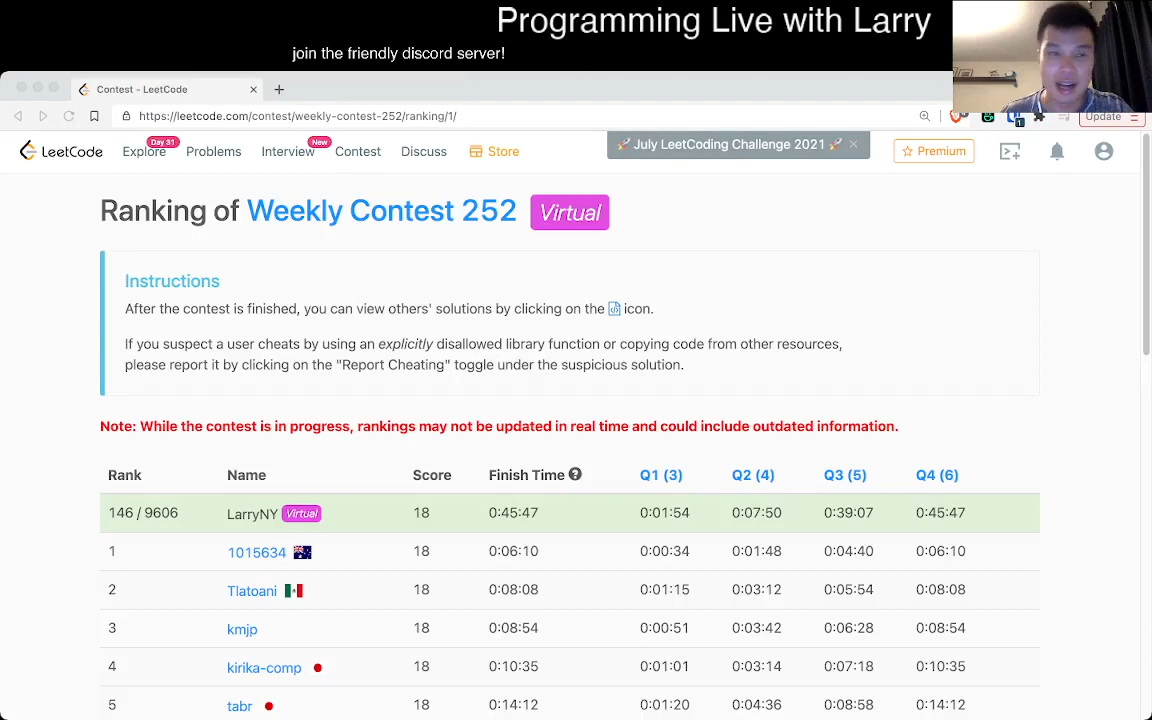 Programming Live with Larry
join the friendly discord server!
Contest - LeetCode
https://leetcode.com/contest/weekly-contest-252/ranking/1/
1
Update
LeetCode
Explore Day 31
Problems
Interview New
Contest
Discuss
Store
🚀 July LeetCoding Challenge 2021 🚀
Premium
Ranking of Weekly Contest 252 Virtual
Instructions
After the contest is finished, you can view others' solutions by clicking on the icon.
If you suspect a user cheats by using an explicitly disallowed library function or copying code from other resources,
please report it by clicking on the "Report Cheating" toggle under the suspicious solution.
Note: While the contest is in progress, rankings may not be updated in real time and could include outdated information.
Rank Name Score Finish Time Q1 (3) Q2 (4) Q3 (5) Q4 (6)
146 / 9606 LarryNY Virtual 18 0:45:47 0:01:54 0:07:50 0:39:07 0:45:47
1 1015634 18 0:06:10 0:00:34 0:01:48 0:04:40 0:06:10
2 Tlatoani 18 0:08:08 0:01:15 0:03:12 0:05:54 0:08:08
3 kmjp 18 0:08:54 0:00:51 0:03:42 0:06:28 0:08:54
4 kirika-comp 18 0:10:35 0:01:01 0:03:14 0:07:18 0:10:35
5 tabr 18 0:14:12 0:01:20 0:04:36 0:08:58 0:14:12